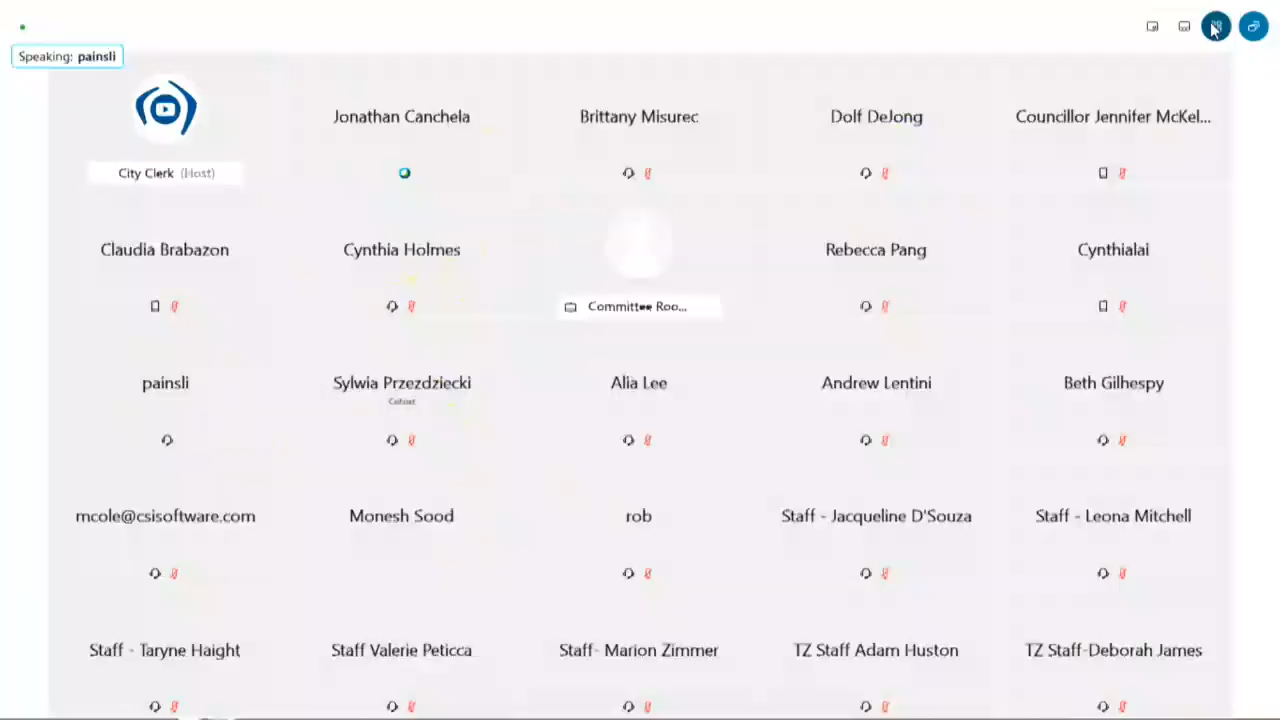 Speaking: painsli
Jonathan Canchela
Brittany Misurec
Dolf DeJong
Councillor Jennifer McKel...
City Clerk (Host)
Claudia Brabazon
Cynthia Holmes
Rebecca Pang
Cynthialai
Committee Roo...
painsli
Sylwia Przezdziecki
Alia Lee
Andrew Lentini
Beth Gilhespy
mcole@csisoftware.com
Monesh Sood
rob
Staff - Jacqueline D'Souza
Staff - Leona Mitchell
Staff - Taryne Haight
Staff Valerie Peticca
Staff- Marion Zimmer
TZ Staff Adam Huston
TZ Staff-Deborah James